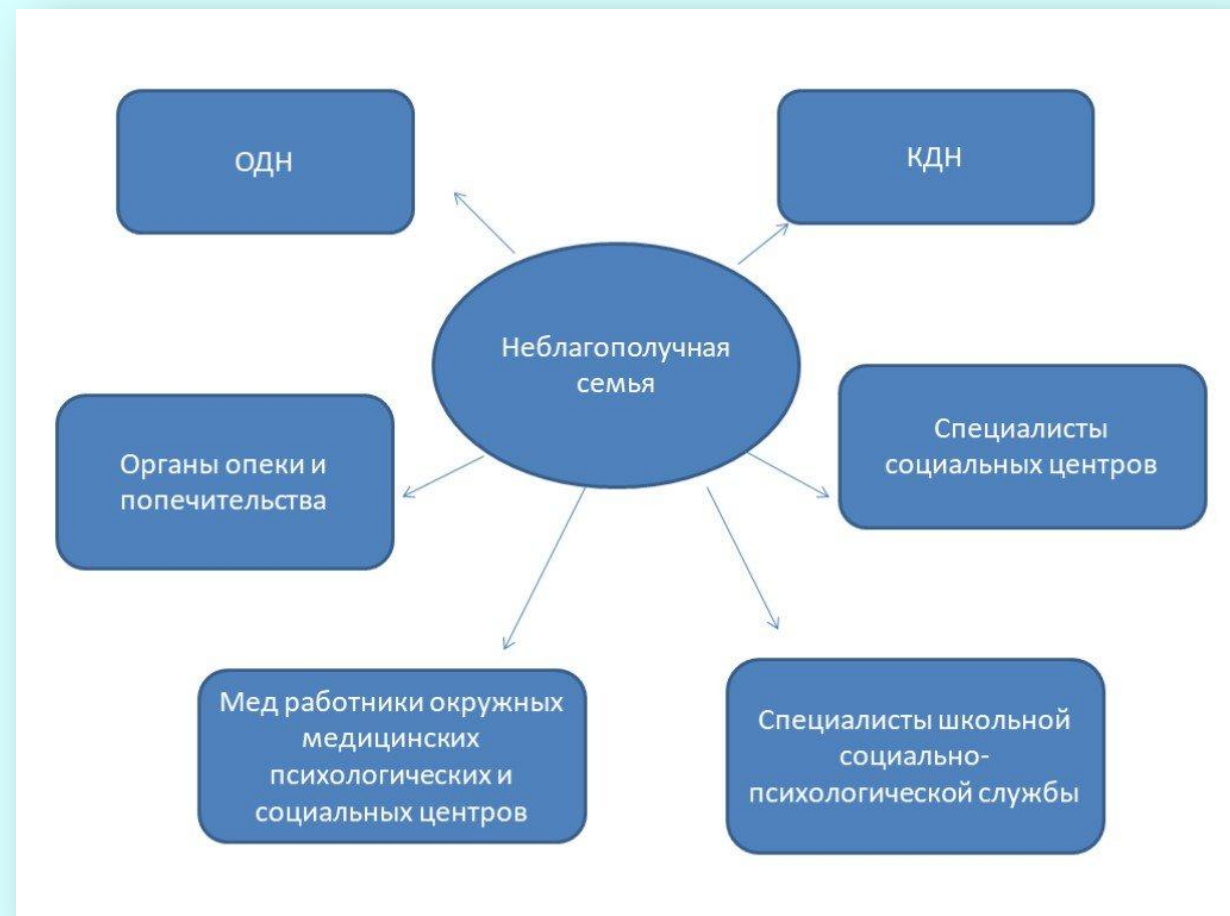 ОДН
КДН
Неблагополучная
семья
Органы опеки и
попечительства
Специалисты
социальных центров
Мед работники окружных
медицинских
психологических и
социальных центров
Специалисты школьной
социально-
психологической службы